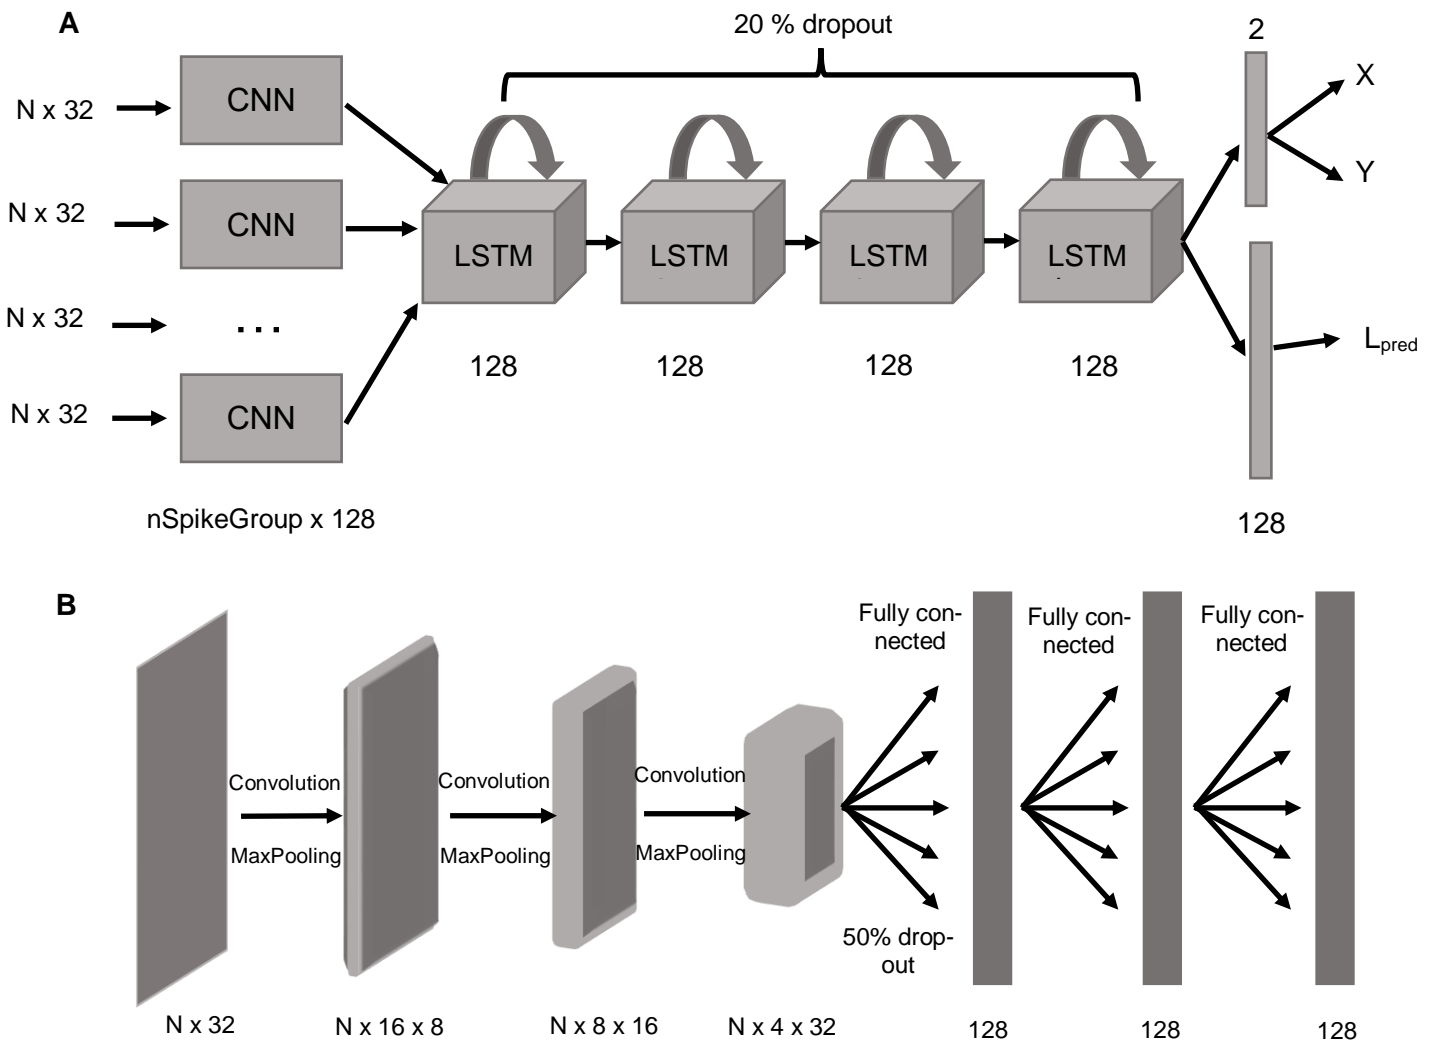 A
20 % dropout
2
N x 32
CNN
X
N x 32
CNN
Y
LSTM
LSTM
LSTM
LSTM
N x 32
...
L pred
128
128
128
128
N x 32
CNN
nSpikeGroup x 128
128
B
Fully con-
nected
Fully con-
nected
Fully con-
nected
Convolution
Convolution
Convolution
MaxPooling
MaxPooling
MaxPooling
50% drop-
out
N x 32
N x 16 x 8
N x 8 x 16
N x 4 x 32
128
128
128